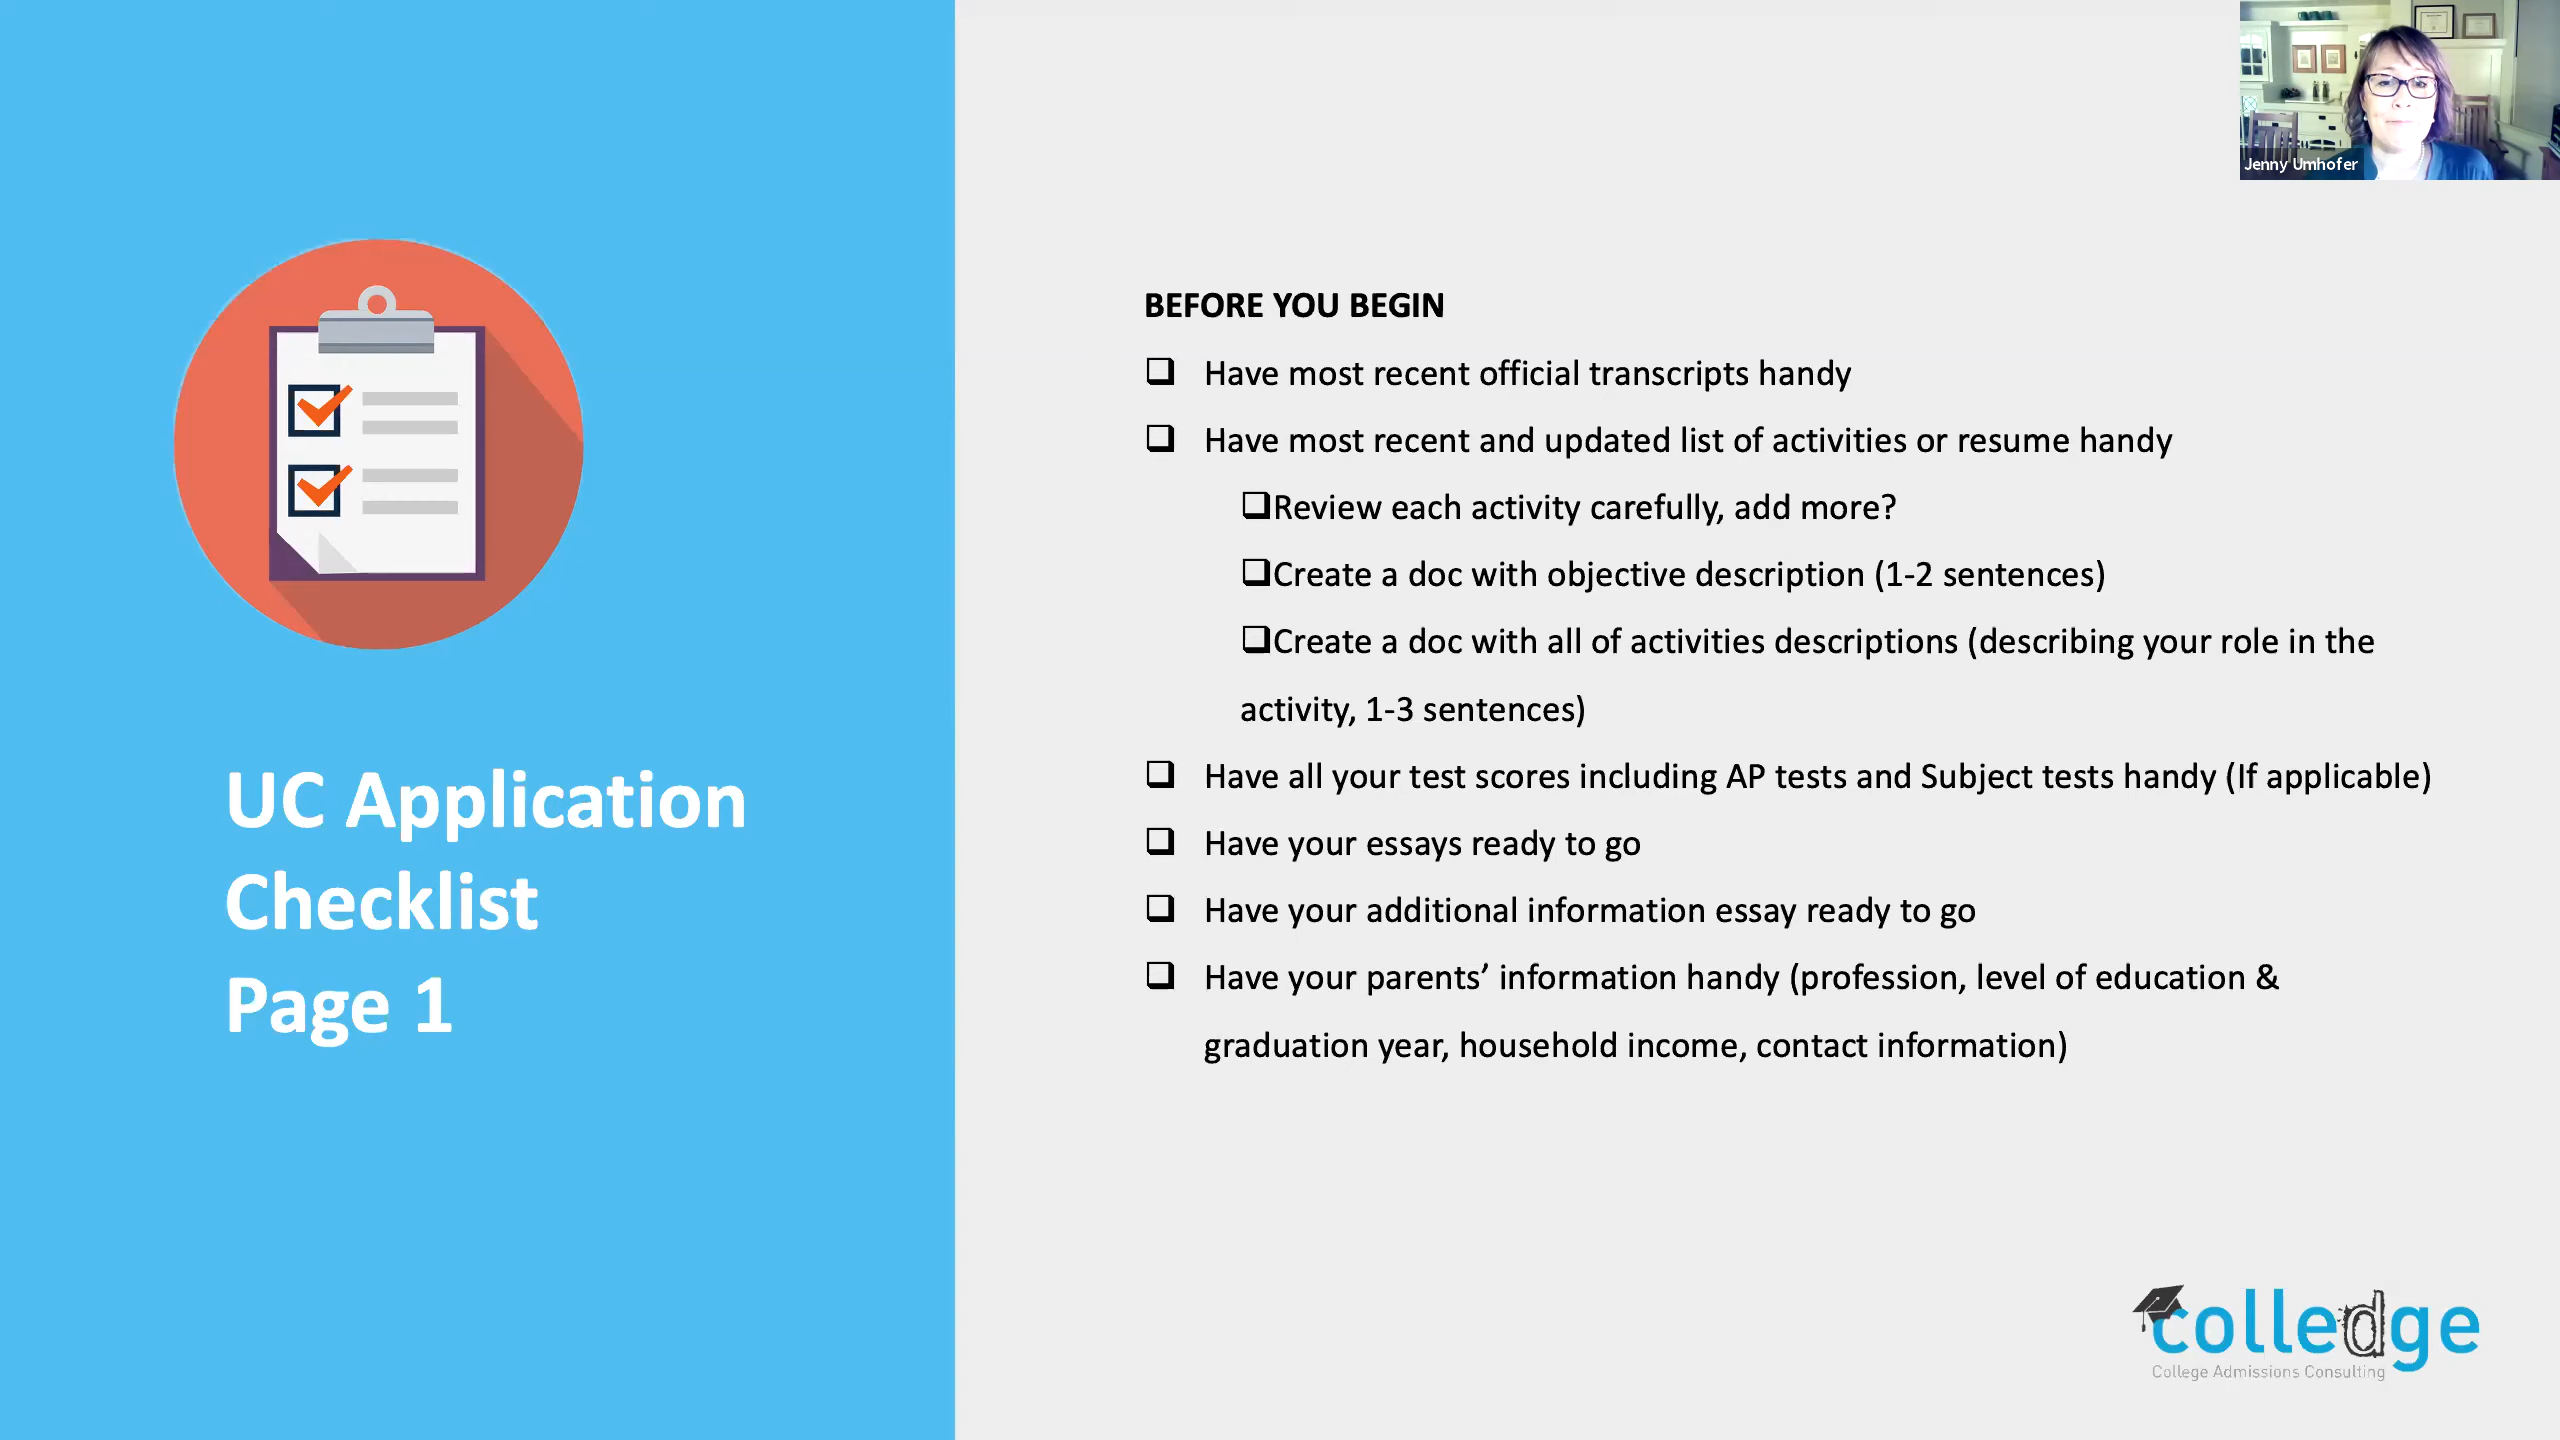 Jenny Umhofer
UC Application
Checklist
Page 1
BEFORE YOU BEGIN
Have most recent official transcripts handy
Have most recent and updated list of activities or resume handy
Review each activity carefully, add more?
Create a doc with objective description (1-2 sentences)
Create a doc with all of activities descriptions (describing your role in the
activity, 1-3 sentences)
Have all your test scores including AP tests and Subject tests handy (If applicable)
Have your essays ready to go
Have your additional information essay ready to go
Have your parents’ information handy (profession, level of education &
graduation year, household income, contact information)
colledge
College Admissions Consulting